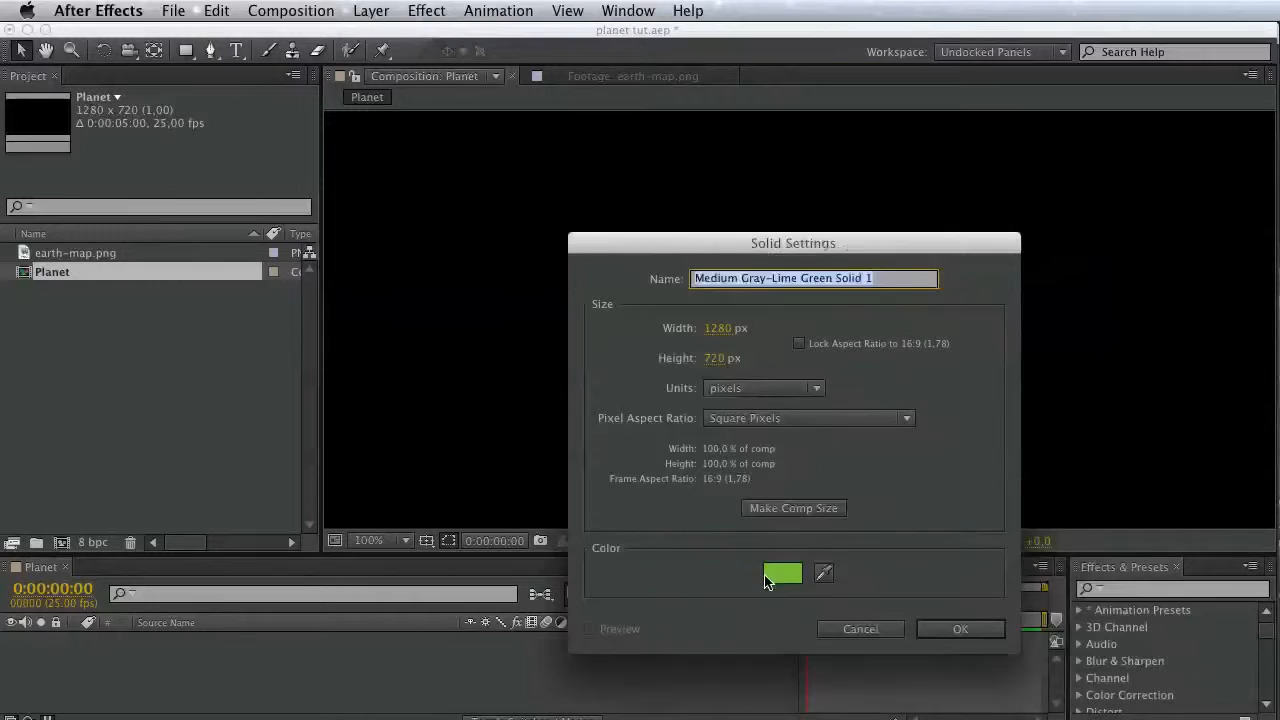 After Effects File Edit Composition Layer Effect Animation View Window Help
planet tut.aep *
Workspace: Undocked Panels Search Help
Project Composition: Planet Footage: earth-map.png
Planet
1280 x 720 (1,00)
Δ 0:00:05:00, 25,00 fps
Planet
Name Type
earth-map.png
Planet
8 bpc
100% 0:00:00:00 +0,0
Solid Settings
Name: Medium Gray-Lime Green Solid 1
Size
Width: 1280 px
Lock Aspect Ratio to 16:9 (1,78)
Height: 720 px
Units: pixels
Pixel Aspect Ratio: Square Pixels
Width: 100,0 % of comp
Height: 100,0 % of comp
Frame Aspect Ratio: 16:9 (1,78)
Make Comp Size
Color
Preview Cancel OK
Planet
0:00:00:00
00000 (25.00 fps)
Source Name
Effects & Presets
* Animation Presets
3D Channel
Audio
Blur & Sharpen
Channel
Color Correction
Distort